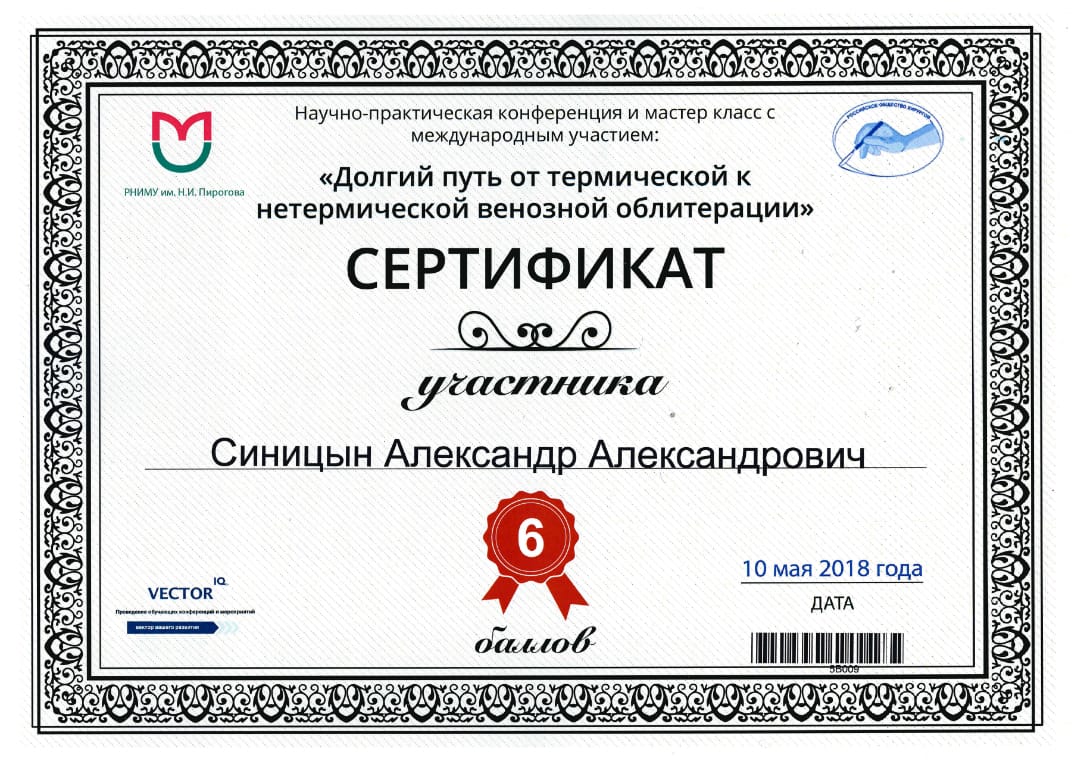 Научно-практическая конференция и мастер класс с
международным участием:
РОССИЙСКОЕ ОБЩЕСТВО ХИРУРГОВ
РНИМУ им. Н.И. Пирогова
«Долгий путь от термической к
нетермической венозной облитерации»
СЕРТИФИКАТ
участника
Синицын Александр Александрович
6
баллов
10 мая 2018 года
ДАТА
5B009
VECTOR IQ
Проведение обучающих конференций и мероприятий
вектор вашего развития